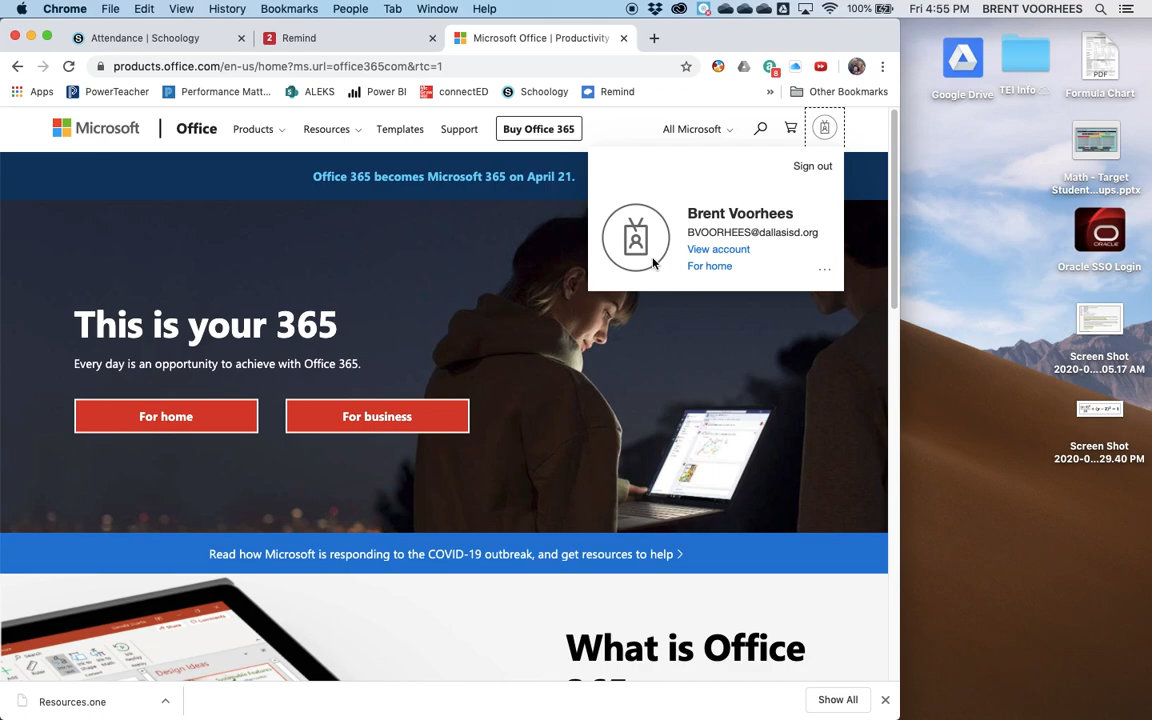 Chrome File Edit View History Bookmarks People Tab Window Help 100% Fri 4:55 PM BRENT VOORHEES
Attendance | Schoology
Remind
Microsoft Office | Productivity
products.office.com/en-us/home?ms.url=office365com&rtc=1
Apps PowerTeacher Performance Matt... ALEKS Power BI connectED Schoology Remind » Other Bookmarks
Microsoft | Office Products Resources Templates Support Buy Office 365 All Microsoft
Office 365 becomes Microsoft 365 on April 21.
Sign out
Brent Voorhees
BVOORHEES@dallasisd.org
View account
For home
...
This is your 365
Every day is an opportunity to achieve with Office 365.
For home
For business
Read how Microsoft is responding to the COVID-19 outbreak, and get resources to help >
Design Ideas
What is Office
Resources.one
Show All
Google Drive
TEI Info
PDF
Formula Chart
Math - Target
Student...ups.pptx
ORACLE
Oracle SSO Login
Screen Shot
2020-0....05.17 AM
Screen Shot
2020-0...29.40 PM